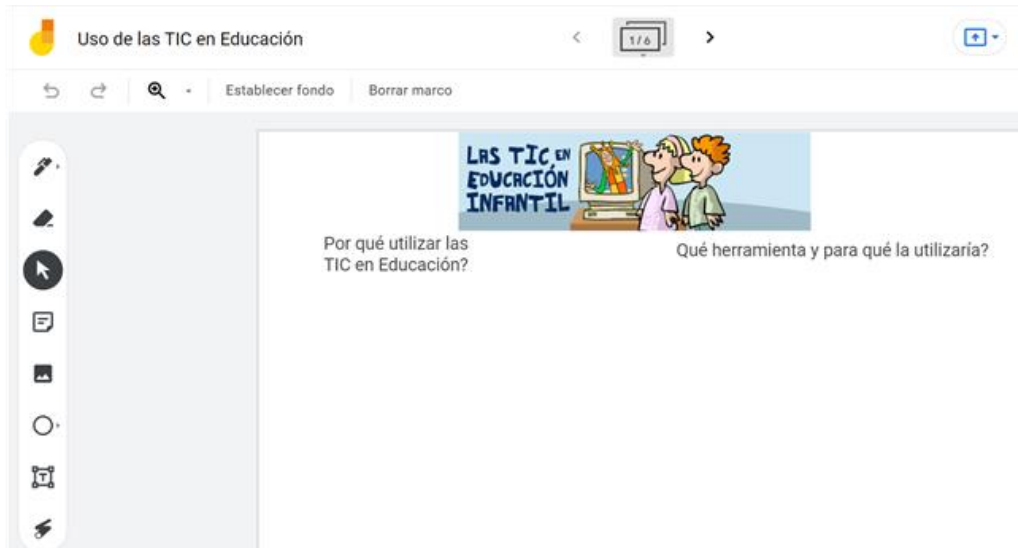 Uso de las TIC en Educación
1/6
Establecer fondo
Borrar marco
LAS TIC EN
EDUCACIÓN
INFANTIL
Por qué utilizar las
TIC en Educación?
Qué herramienta y para qué la utilizaría?
T